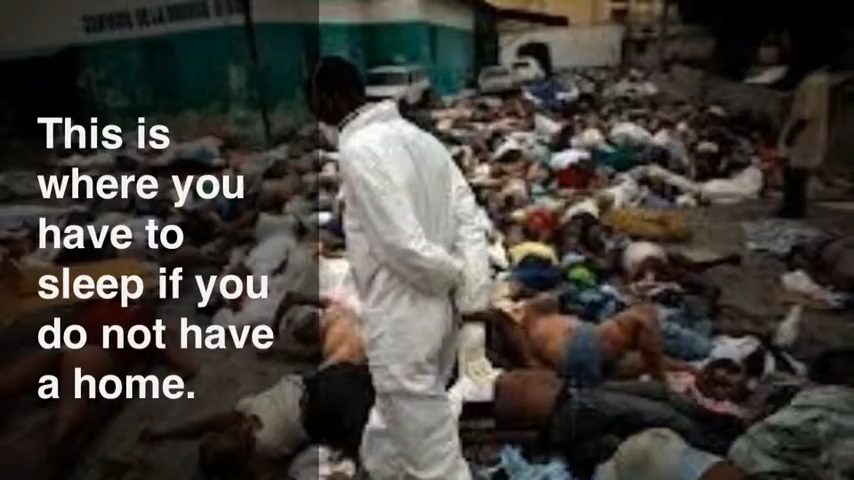 This is
where you
have to
sleep if you
do not have
a home.